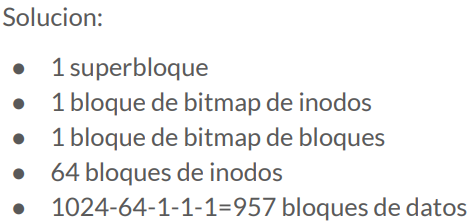 Solucion:
● 1 superbloque
● 1 bloque de bitmap de inodos
● 1 bloque de bitmap de bloques
● 64 bloques de inodos
● 1024-64-1-1-1=957 bloques de datos